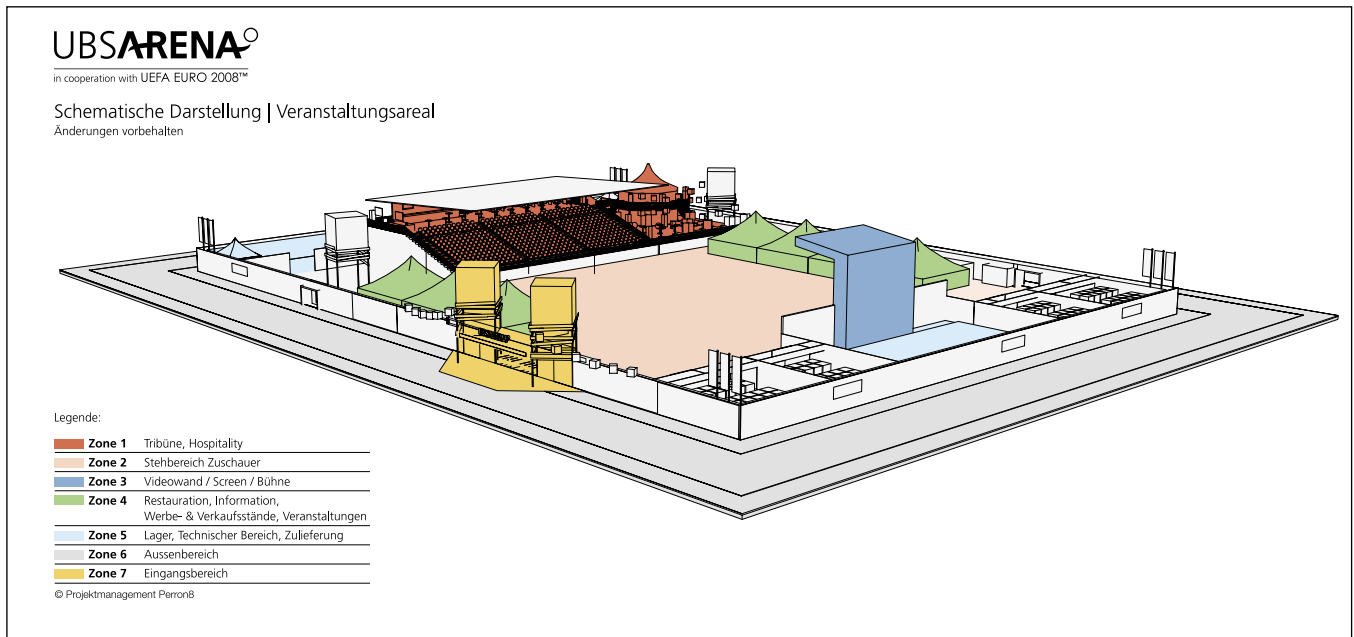 UBSARENA
in cooperation with UEFA EURO 2008™
Schematische Darstellung | Veranstaltungsareal
Änderungen vorbehalten
Legende:
Zone 1 Tribüne, Hospitality
Zone 2 Stehbereich Zuschauer
Zone 3 Videowand / Screen / Bühne
Zone 4 Restauration, Information,
Werbe- & Verkaufsstände, Veranstaltungen
Zone 5 Lager, Technischer Bereich, Zulieferung
Zone 6 Aussenbereich
Zone 7 Eingangsbereich
© Projektmanagement Perron8